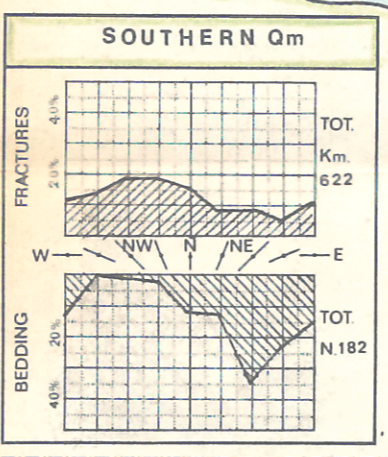 SOUTHERN Qm
FRACTURES
40%
20%
TOT.
Km.
622
W NW N NE E
BEDDING
20%
40%
TOT.
N.182